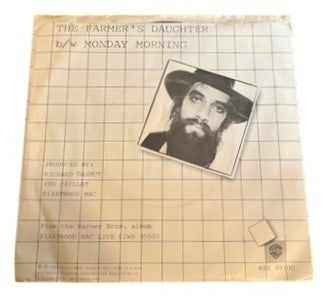 THE FARMER'S DAUGHTER
b/w MONDAY MORNING
PRODUCED BY:
RICHARD DASHUT
KEN CAILLAT
FLEETWOOD MAC
From the Warner Bros. album
FLEETWOOD MAC LIVE (2WB 3500)
WBS 49700